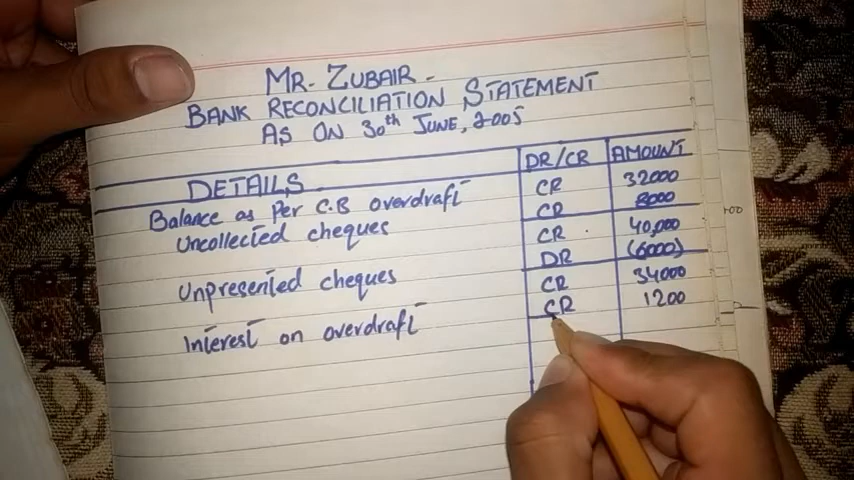 MR. ZUBAIR.
BANK RECONCILIATION STATEMENT
AS ON 30th JUNE, 2005
DETAILS DR/CR AMOUNT
Balance as Per C.B overdraft CR 32000
Uncollected cheques CR 8000
CR 40,000
Unpresented cheques DR (6000)
CR 34000
Interest on overdraft CR 1200